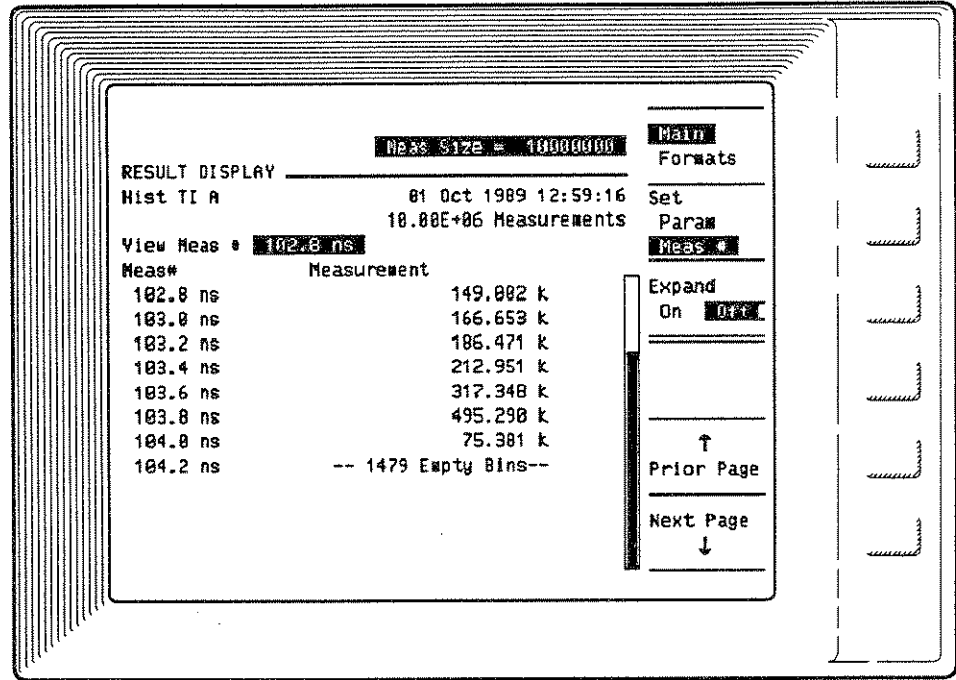 Meas Size = 10000000
RESULT DISPLAY
Hist TI A 01 Oct 1989 12:59:16
10.00E+06 Measurements
View Meas # 102.8 ns
Meas# Measurement
102.8 ns 149.002 k
103.0 ns 166.653 k
103.2 ns 186.471 k
103.4 ns 212.951 k
103.6 ns 317.348 k
103.8 ns 495.290 k
104.0 ns 75.381 k
104.2 ns -- 1479 Empty Bins--
Main
Formats
Set
Param
Meas #
Expand
On Off
↑
Prior Page
Next Page
↓